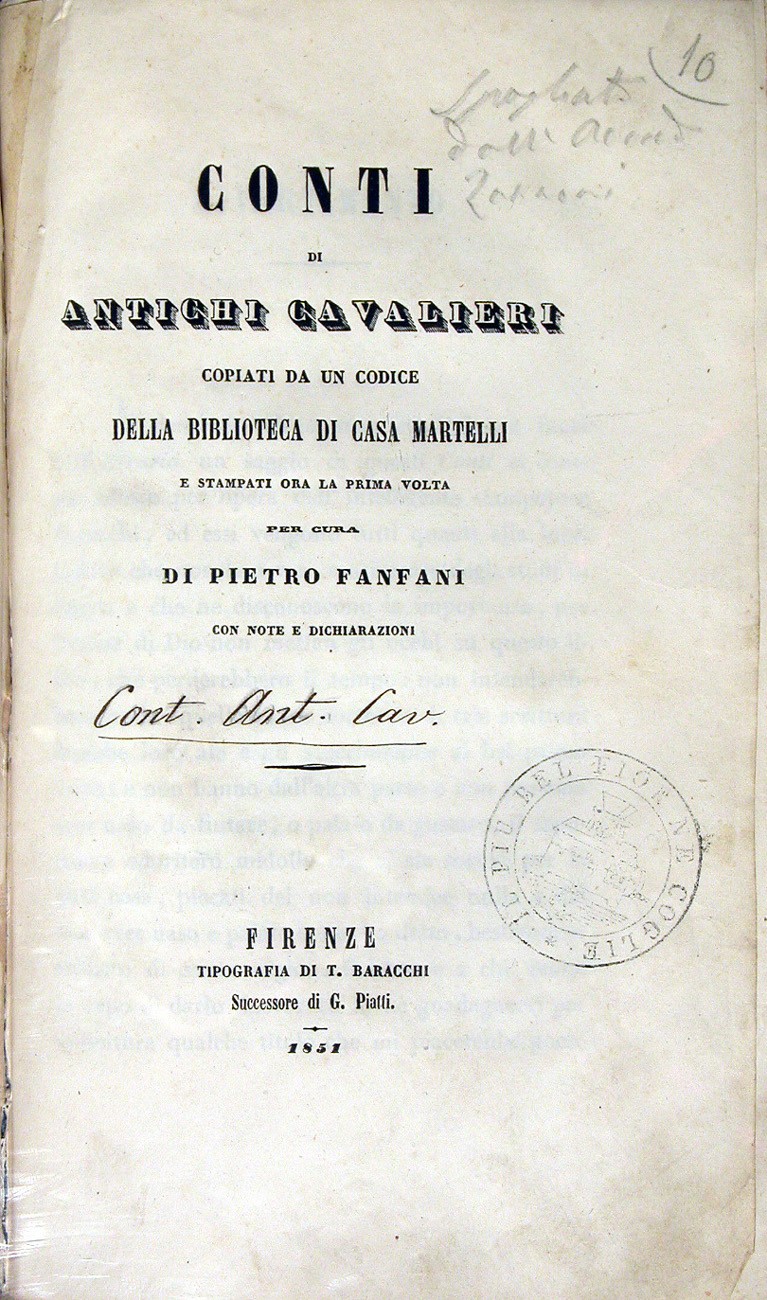 10
dall'
CONTI
DI
ANTICHI CAVALIERI
COPIATI DA UN CODICE
DELLA BIBLIOTECA DI CASA MARTELLI
E STAMPATI ORA LA PRIMA VOLTA
PER CURA
DI PIETRO FANFANI
CON NOTE E DICHIARAZIONI
Cont. Ant. Cav.
IL PIÙ BEL FIOR NE COGLIE
FIRENZE
TIPOGRAFIA DI T. BARACCHI
Successore di G. Piatti.
1851